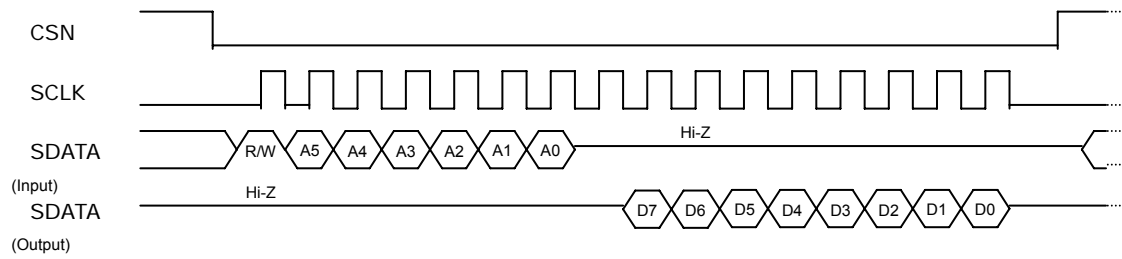 CSN
SCLK
Hi-Z
SDATA R/W A5 A4 A3 A2 A1 A0
(Input)
Hi-Z
SDATA D7 D6 D5 D4 D3 D2 D1 D0
(Output)